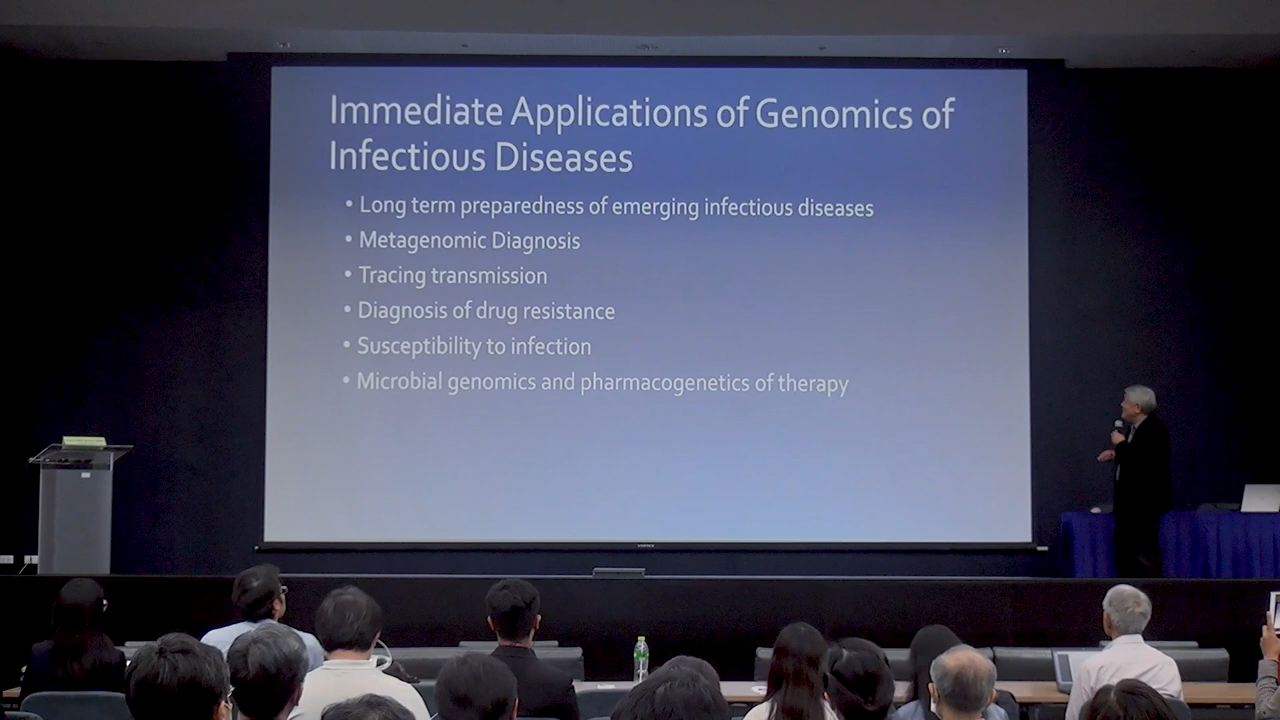 Immediate Applications of Genomics of
Infectious Diseases
• Long term preparedness of emerging infectious diseases
• Metagenomic Diagnosis
• Tracing transmission
• Diagnosis of drug resistance
• Susceptibility to infection
• Microbial genomics and pharmacogenetics of therapy